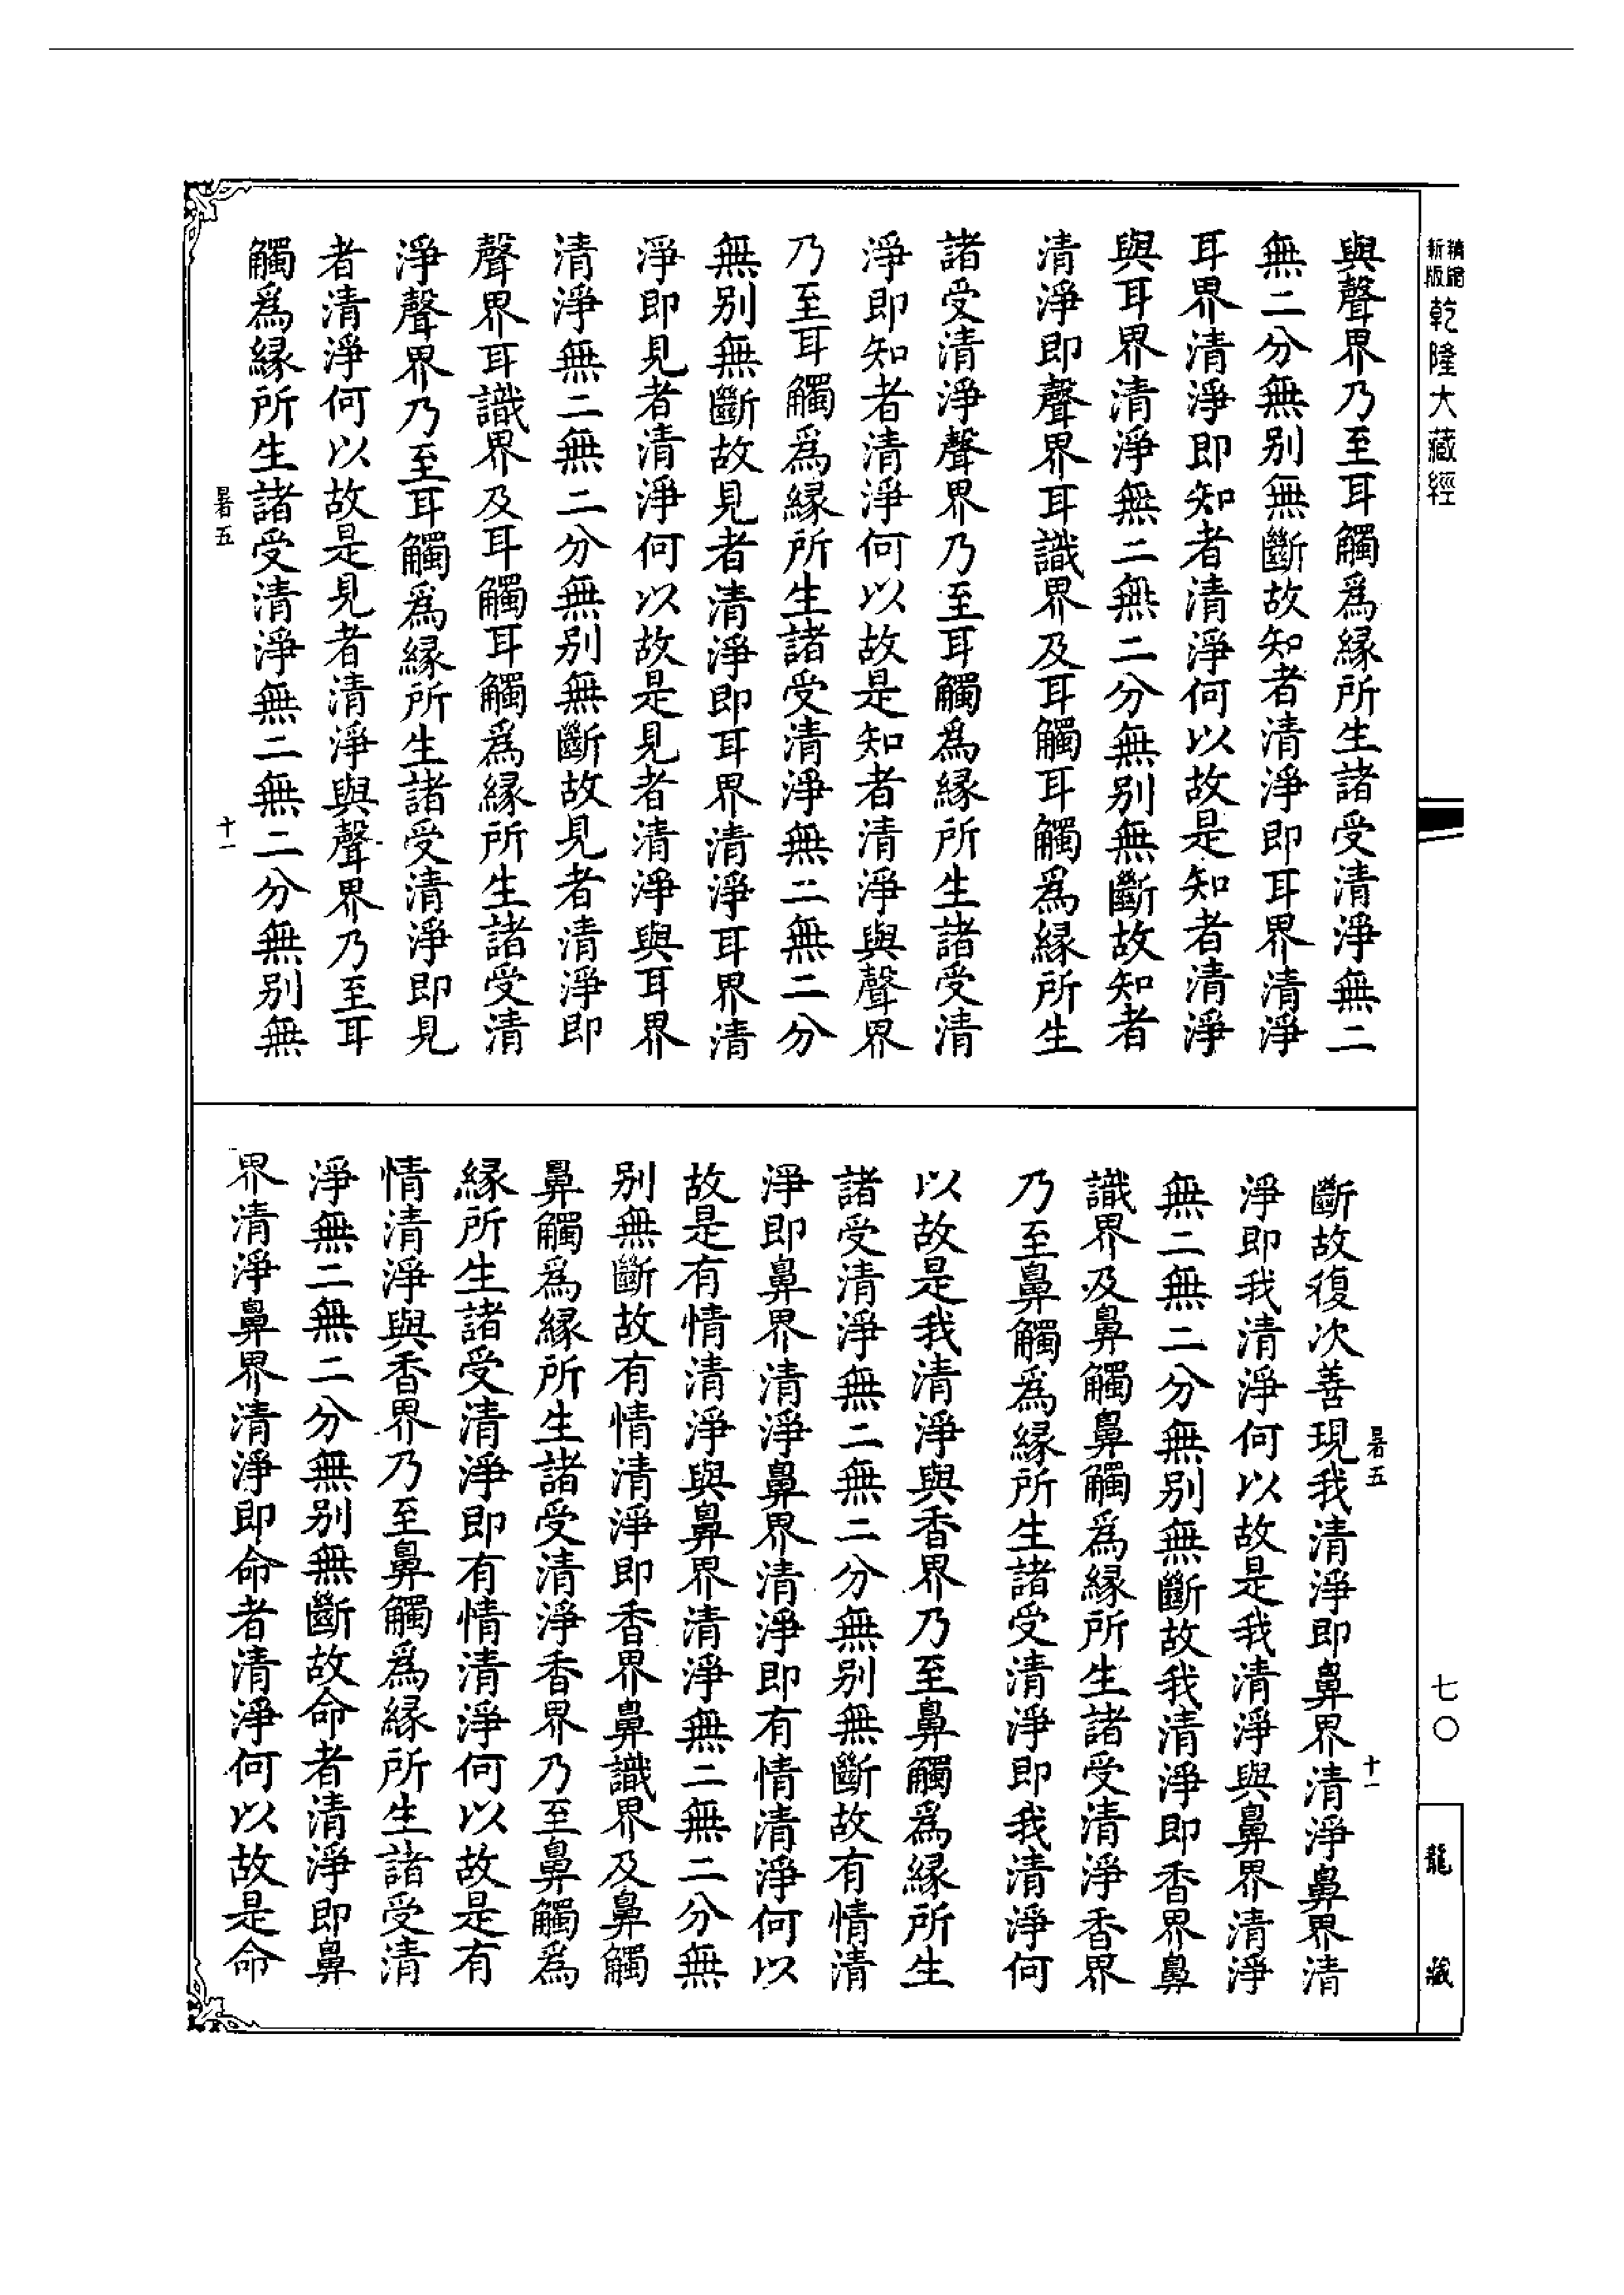 精縮新版乾隆大藏經
與聲界乃至耳觸爲緣所生諸受清淨無二
無二分無别無斷故知者清淨即耳界清淨
耳界清淨即知者清淨何以故是知者清淨
與耳界清淨無二無二分無别無斷故知者
清淨即聲界耳識界及耳觸耳觸爲緣所生
諸受清淨聲界乃至耳觸爲緣所生諸受清
淨即知者清淨何以故是知者清淨與聲界
乃至耳觸爲緣所生諸受清淨無二無二分
無别無斷故見者清淨即耳界清淨耳界清
淨即見者清淨何以故是見者清淨與耳界
清淨無二無二分無别無斷故見者清淨即
聲界耳識界及耳觸耳觸爲緣所生諸受清
淨聲界乃至耳觸爲緣所生諸受清淨即見
者清淨何以故是見者清淨與聲界乃至耳
觸爲緣所生諸受清淨無二無二分無别無
暑五 十一
暑五 十一
斷故復次善現我清淨即鼻界清淨鼻界清
淨即我清淨何以故是我清淨與鼻界清淨
無二無二分無别無斷故我清淨即香界鼻
識界及鼻觸鼻觸爲緣所生諸受清淨香界
乃至鼻觸爲緣所生諸受清淨即我清淨何
以故是我清淨與香界乃至鼻觸爲緣所生
諸受清淨無二無二分無别無斷故有情清
淨即鼻界清淨鼻界清淨即有情清淨何以
故是有情清淨與鼻界清淨無二無二分無
别無斷故有情清淨即香界鼻識界及鼻觸
鼻觸爲緣所生諸受清淨香界乃至鼻觸爲
緣所生諸受清淨即有情清淨何以故是有
情清淨與香界乃至鼻觸爲緣所生諸受清
淨無二無二分無别無斷故命者清淨即鼻
界清淨鼻界清淨即命者清淨何以故是命
七〇
龍藏